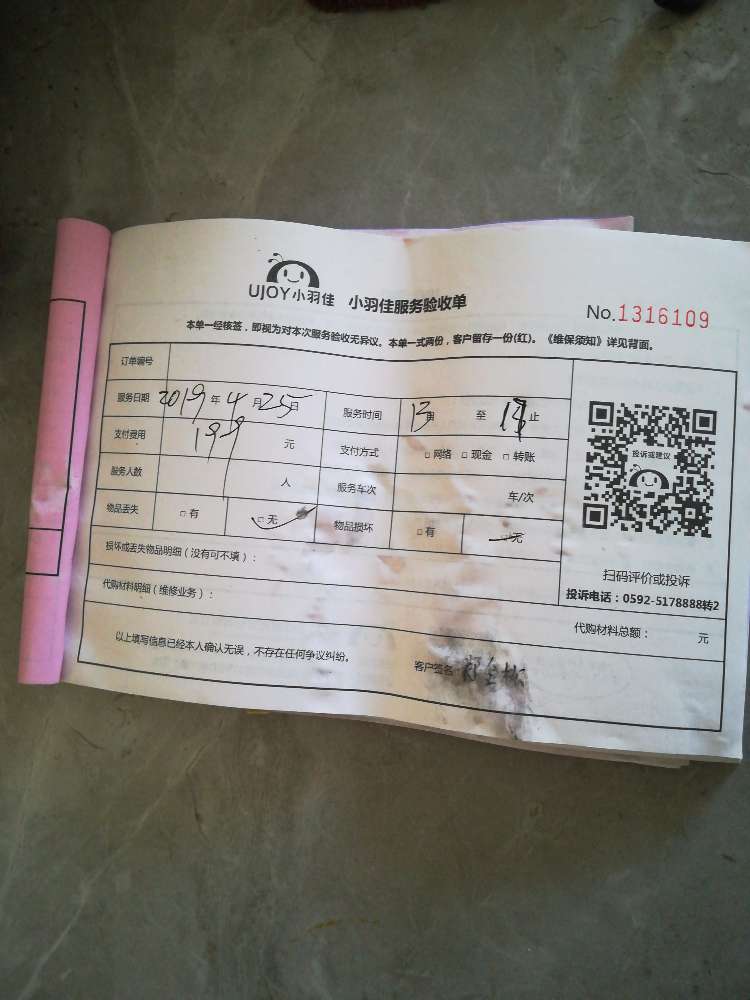 UJOY小羽佳 小羽佳服务验收单
No.1316109
本单一经核签，即视为对本次服务验收无异议。本单一式两份，客户留存一份(红)。《维保须知》详见背面。
订单编号
服务日期 2019年 4月25日 服务时间 13自 至 止
支付费用 199 元 支付方式 □网络 □现金 □转账
服务人数 人 服务车次 车/次
物品丢失 □有 □无 物品损坏 □有 □无
损坏或丢失物品明细（没有可不填）：
代购材料明细（维修业务）：
代购材料总额： 元
以上填写信息已经本人确认无误，不存在任何争议纠纷。
客户签名
投诉或建议
扫码评价或投诉
投诉电话：0592-5178888转2